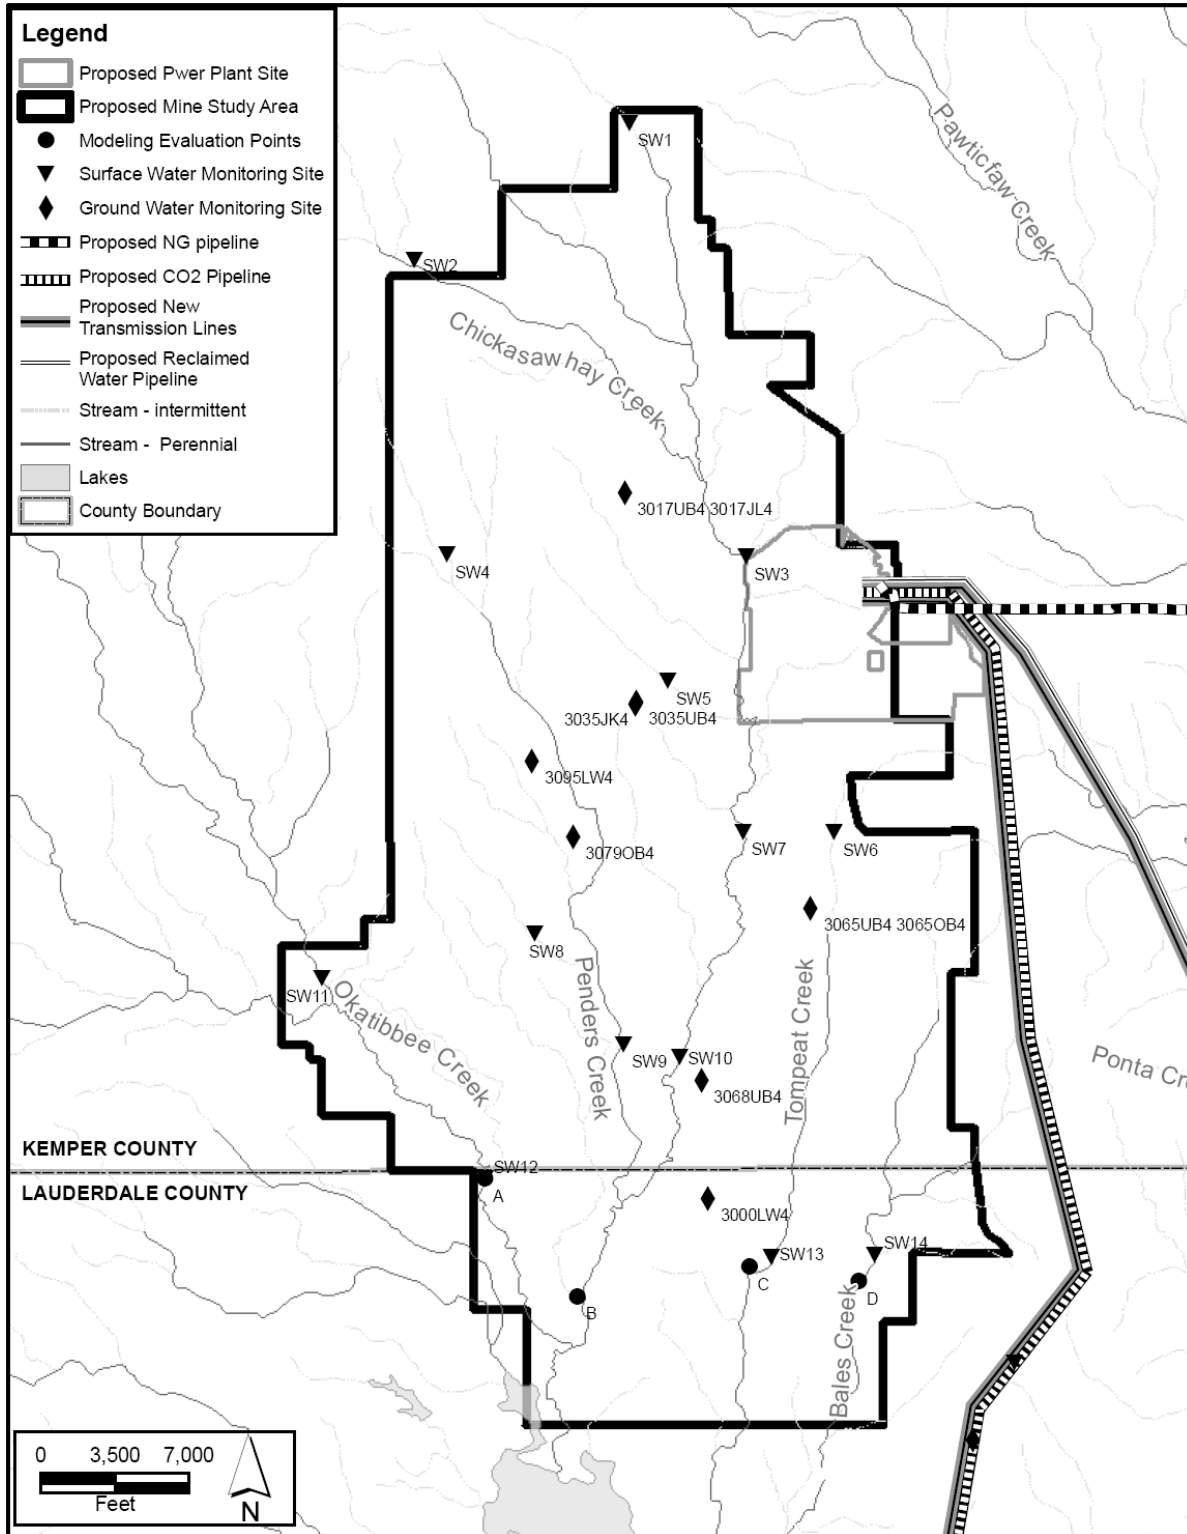 Legend
Proposed Pwer Plant Site
Proposed Mine Study Area
Modeling Evaluation Points
Surface Water Monitoring Site
Ground Water Monitoring Site
Proposed NG pipeline
Proposed CO2 Pipeline
Proposed New
Transmission Lines
Proposed Reclaimed
Water Pipeline
Stream - intermittent
Stream - Perennial
Lakes
County Boundary
Pawticfaw Creek
SW1
SW2
Chickasaw hay Creek
3017UB4 3017JL4
SW4
SW3
SW5
3035JK4
3035UB4
3095LW4
3079OB4
SW7
SW6
3065UB4 3065OB4
SW8
Penders Creek
SW11
Okatibbee Creek
Tompeat Creek
SW9
SW10
Ponta Cre
3068UB4
KEMPER COUNTY
SW12
LAUDERDALE COUNTY
A
3000LW4
SW13
SW14
C
D
B
Bales Creek
0 3,500 7,000
Feet
N